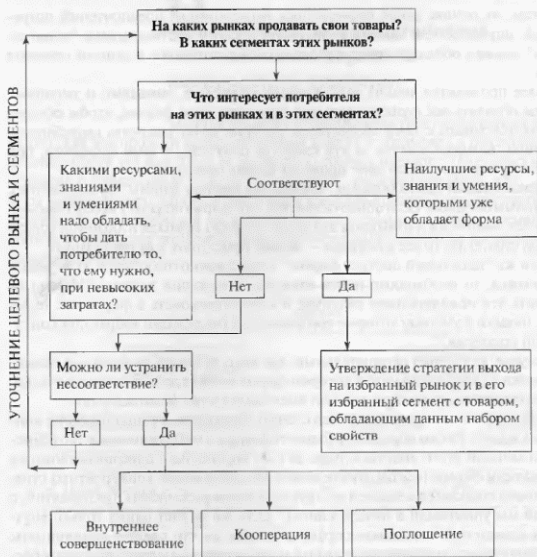 На каких рынках продавать свои товары?
В каких сегментах этих рынков?
УТОЧНЕНИЕ ЦЕЛЕВОГО РЫНКА И СЕГМЕНТОВ
Что интересует потребителя
на этих рынках и в этих сегментах?
Какими ресурсами,
знаниями
и умениями
надо обладать,
чтобы дать
потребителю то,
что ему нужно,
при невысоких
затратах?
Соответствуют
Наилучшие ресурсы,
знания и умения,
которыми уже
обладает форма
Нет
Да
Можно ли устранить
несоответствие?
Утверждение стратегии выхода
на избранный рынок и в его
избранный сегмент с товаром,
обладающим данным набором
свойств
Нет
Да
Внутреннее
совершенствование
Кооперация
Поглощение